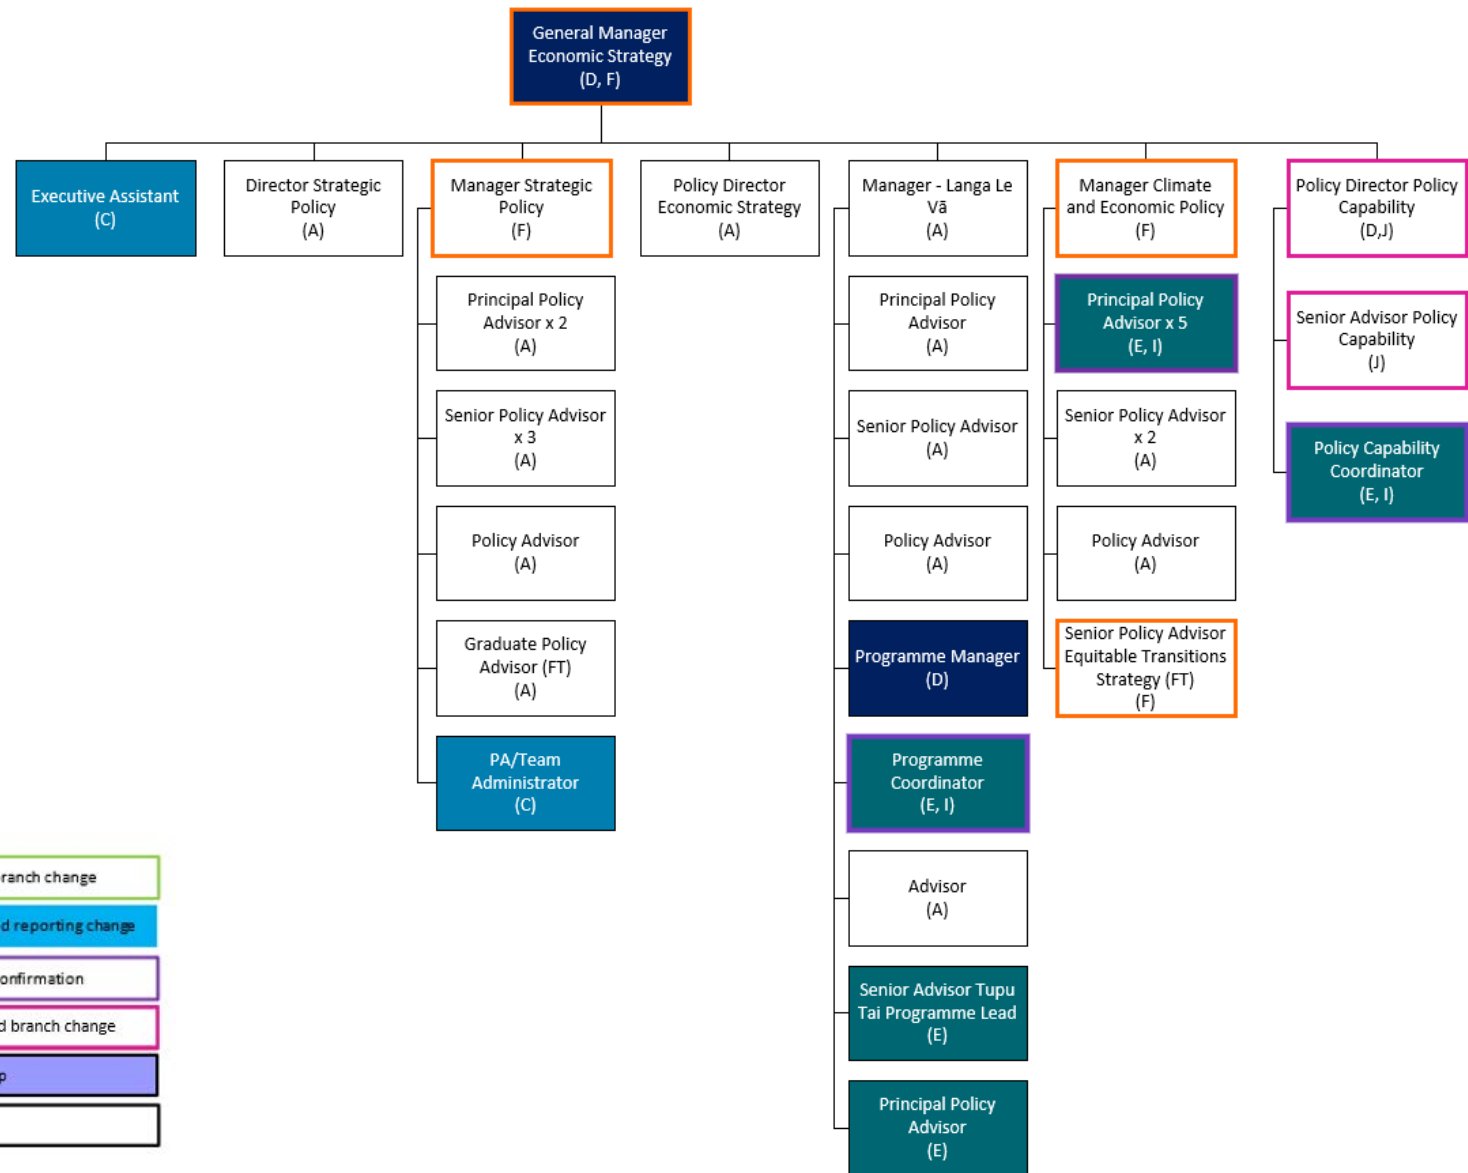 General Manager
Economic Strategy
(D, F)
Executive Assistant
(C)
Director Strategic
Policy
(A)
Manager Strategic
Policy
(F)
Policy Director
Economic Strategy
(A)
Manager - Langa Le
Vā
(A)
Manager Climate
and Economic Policy
(F)
Policy Director Policy
Capability
(D,J)
Principal Policy
Advisor x 2
(A)
Senior Policy Advisor
x 3
(A)
Policy Advisor
(A)
Graduate Policy
Advisor (FT)
(A)
PA/Team
Administrator
(C)
Principal Policy
Advisor
(A)
Senior Policy Advisor
(A)
Policy Advisor
(A)
Programme Manager
(D)
Programme
Coordinator
(E, I)
Advisor
(A)
Senior Advisor Tupu
Tai Programme Lead
(E)
Principal Policy
Advisor
(E)
Principal Policy
Advisor x 5
(E, I)
Senior Policy Advisor
x 2
(A)
Policy Advisor
(A)
Senior Policy Advisor
Equitable Transitions
Strategy (FT)
(F)
Senior Advisor Policy
Capability
(J)
Policy Capability
Coordinator
(E, I)
ranch change
d reporting change
onfirmation
d branch change
p